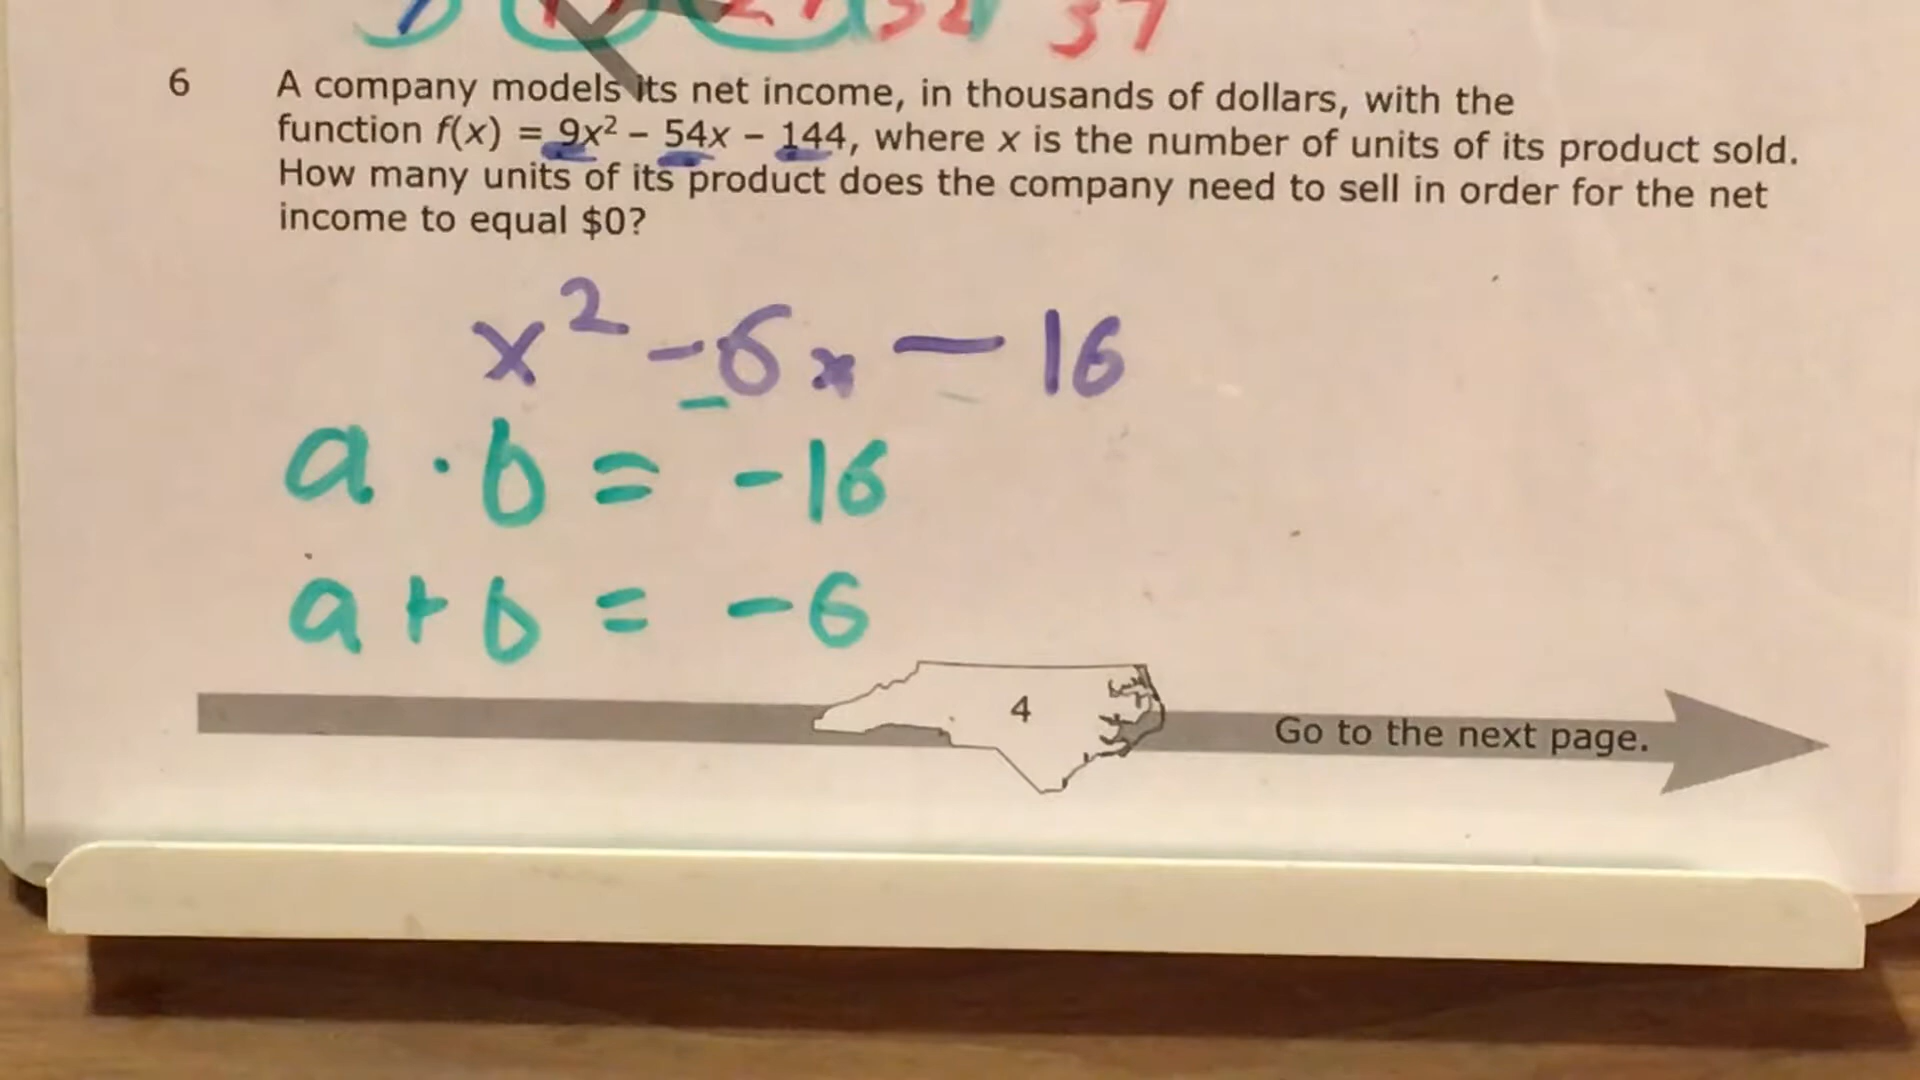 37
6 A company models its net income, in thousands of dollars, with the
function f(x) = 9x² – 54x – 144, where x is the number of units of its product sold.
How many units of its product does the company need to sell in order for the net
income to equal $0?
x² - 6x - 16
a · b = -16
a + b = -6
4
Go to the next page.